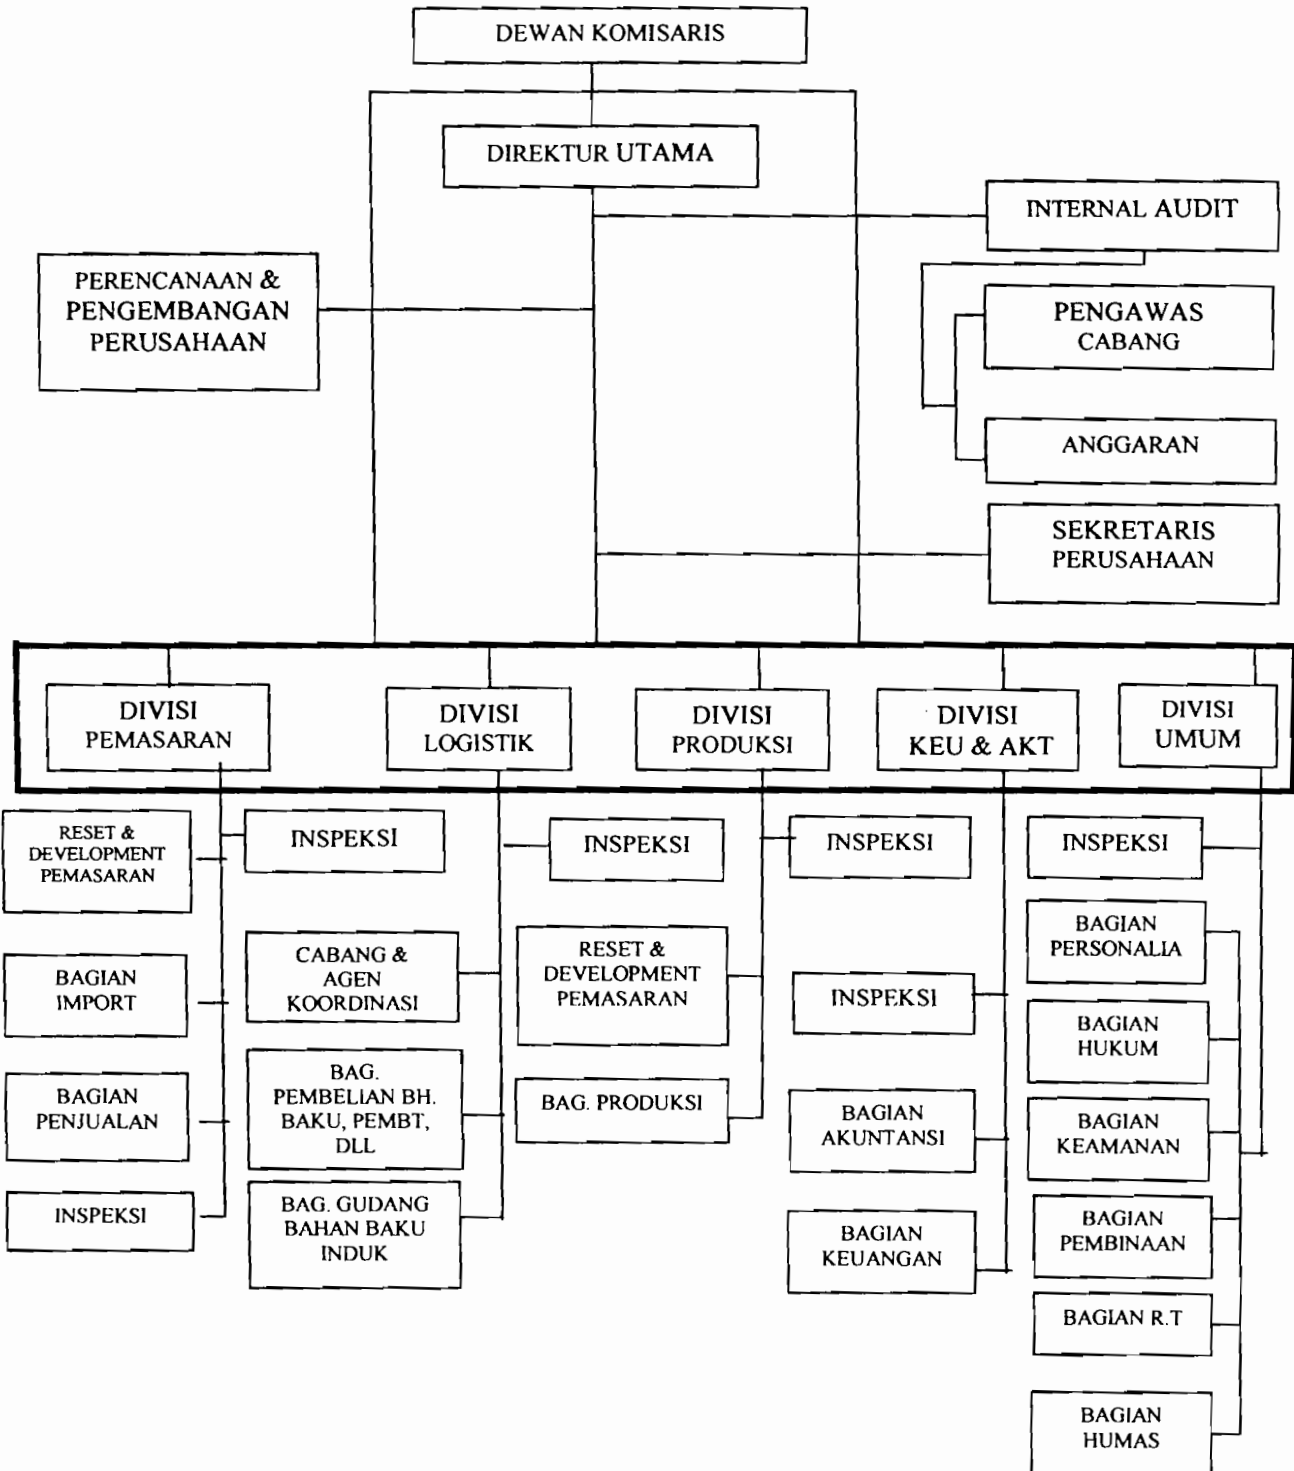 DEWAN KOMISARIS
DIREKTUR UTAMA
INTERNAL AUDIT
PERENCANAAN &
PENGEMBANGAN
PERUSAHAAN
PENGAWAS
CABANG
ANGGARAN
SEKRETARIS
PERUSAHAAN
DIVISI
PEMASARAN
DIVISI
LOGISTIK
DIVISI
PRODUKSI
DIVISI
KEU & AKT
DIVISI
UMUM
RESET &
DEVELOPMENT
PEMASARAN
INSPEKSI
INSPEKSI
INSPEKSI
INSPEKSI
BAGIAN
IMPORT
CABANG &
AGEN
KOORDINASI
RESET &
DEVELOPMENT
PEMASARAN
INSPEKSI
BAGIAN
PERSONALIA
BAGIAN
HUKUM
BAGIAN
PENJUALAN
BAG.
PEMBELIAN BH.
BAKU, PEMBT,
DLL
BAG. PRODUKSI
BAGIAN
AKUNTANSI
BAGIAN
KEAMANAN
INSPEKSI
BAG. GUDANG
BAHAN BAKU
INDUK
BAGIAN
KEUANGAN
BAGIAN
PEMBINAAN
BAGIAN R.T
BAGIAN
HUMAS